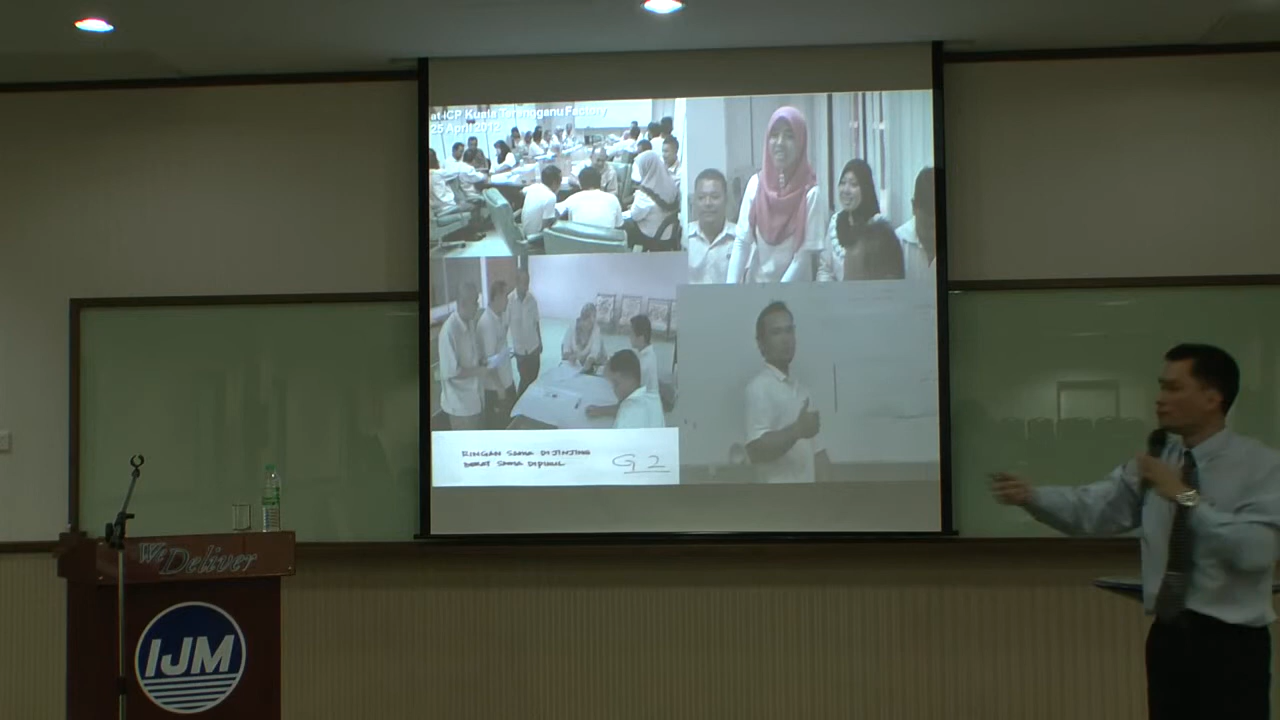 at ICP Kuala Terengganu Factory
25 April 2012
RINGAN SAMA DIJINJING
BERAT SAMA DIPIKUL
G2
We Deliver
IJM